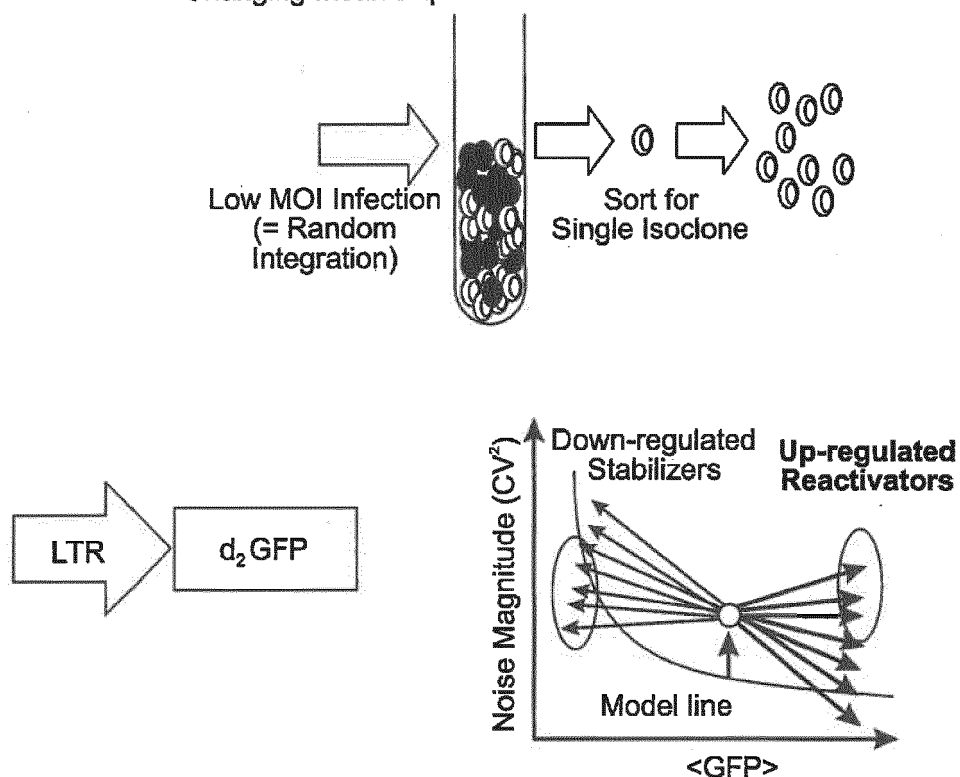 Low MOI Infection
(= Random
Integration)
Sort for
Single Isoclone
LTR
d₂GFP
Noise Magnitude (CV²)
Down-regulated
Stabilizers
Up-regulated
Reactivators
Model line
<GFP>